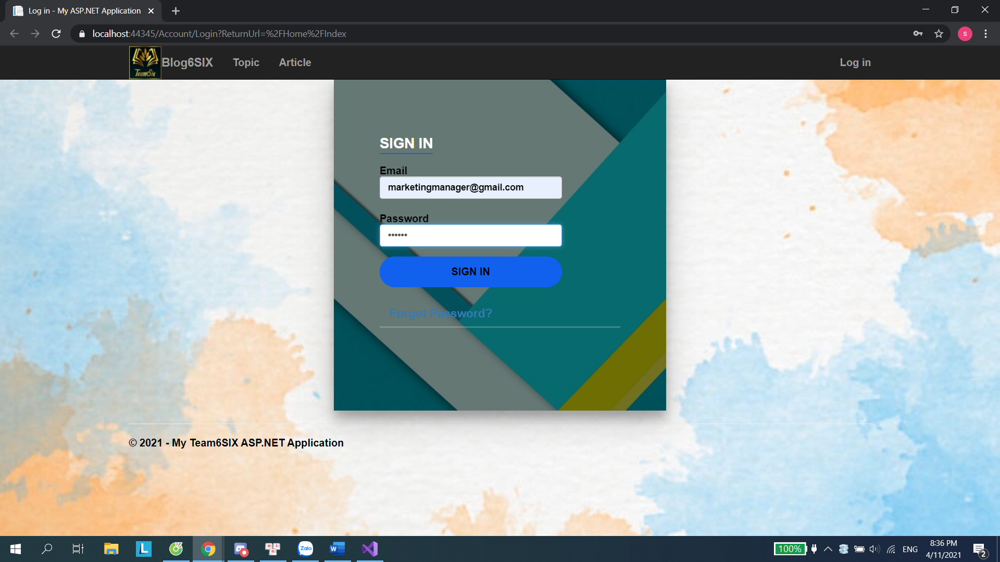 Log in - My ASP.NET Application
localhost:44345/Account/Login?ReturnUrl=%2FHome%2FIndex
s
TeamSix
Blog6SIX
Topic
Article
Log in
SIGN IN
Email
marketingmanager@gmail.com
Password
••••••
SIGN IN
Forgot Password?
© 2021 - My Team6SIX ASP.NET Application
L
Zalo
W
100%
ENG
8:36 PM
4/11/2021
2